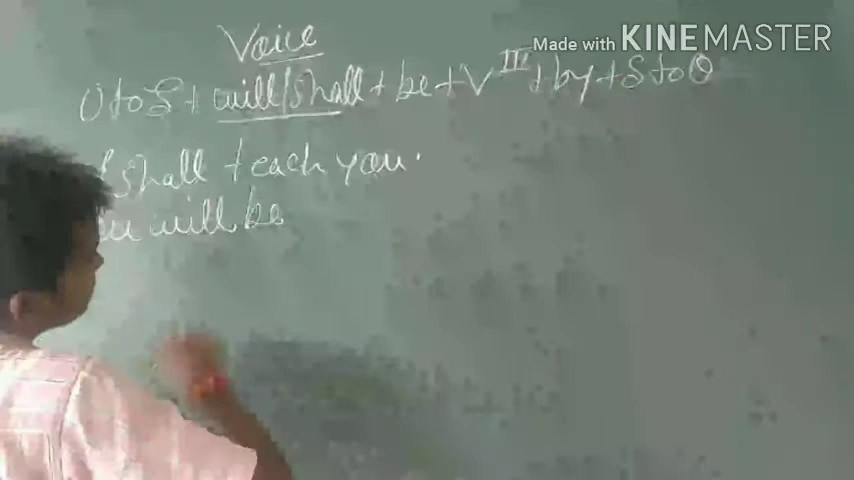 Made with KINEMASTER
Voice
O to S + will/shall + be + V III + by + S to O
I shall teach you.
will be